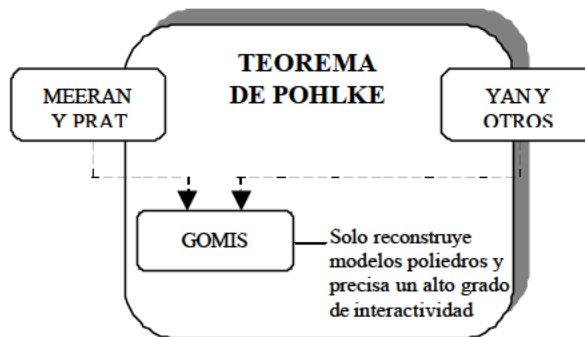 TEOREMA
DE POHLKE
MEERAN
Y PRAT
YAN Y
OTROS
GOMIS
Solo reconstruye
modelos poliedros y
precisa un alto grado
de interactividad